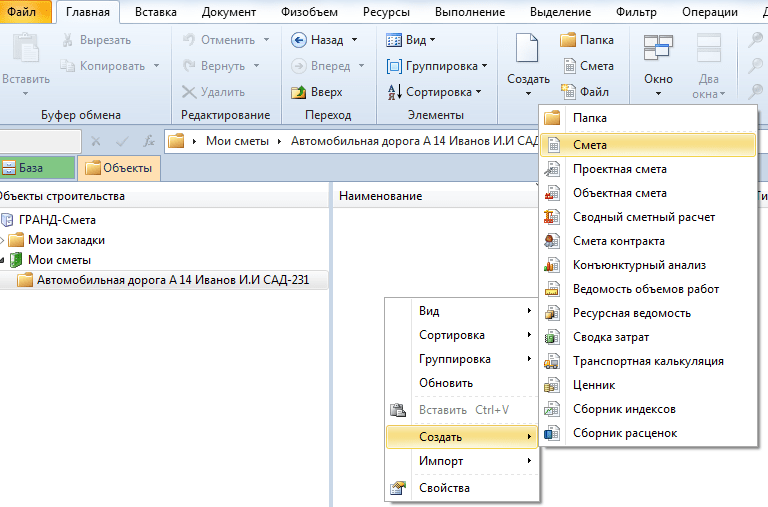 Файл Главная Вставка Документ Физобъем Ресурсы Выполнение Выделение Фильтр Операции
Вырезать Отменить Назад Вид Папка
Копировать Вернуть Вперед Группировка Смета
Вставить Удалить Вверх Сортировка Создать Файл Окно Два окна
Буфер обмена Редактирование Переход Элементы
fx Мои сметы Автомобильная дорога А 14 Иванов И.И САД
База Объекты
Объекты строительства Наименование
ГРАНД-Смета
Мои закладки
Мои сметы
Автомобильная дорога А 14 Иванов И.И САД-231
Вид
Сортировка
Группировка
Обновить
Вставить Ctrl+V
Создать
Импорт
Свойства
Папка
Смета
Проектная смета
Объектная смета
Сводный сметный расчет
Смета контракта
Конъюнктурный анализ
Ведомость объемов работ
Ресурсная ведомость
Сводка затрат
Транспортная калькуляция
Ценник
Сборник индексов
Сборник расценок